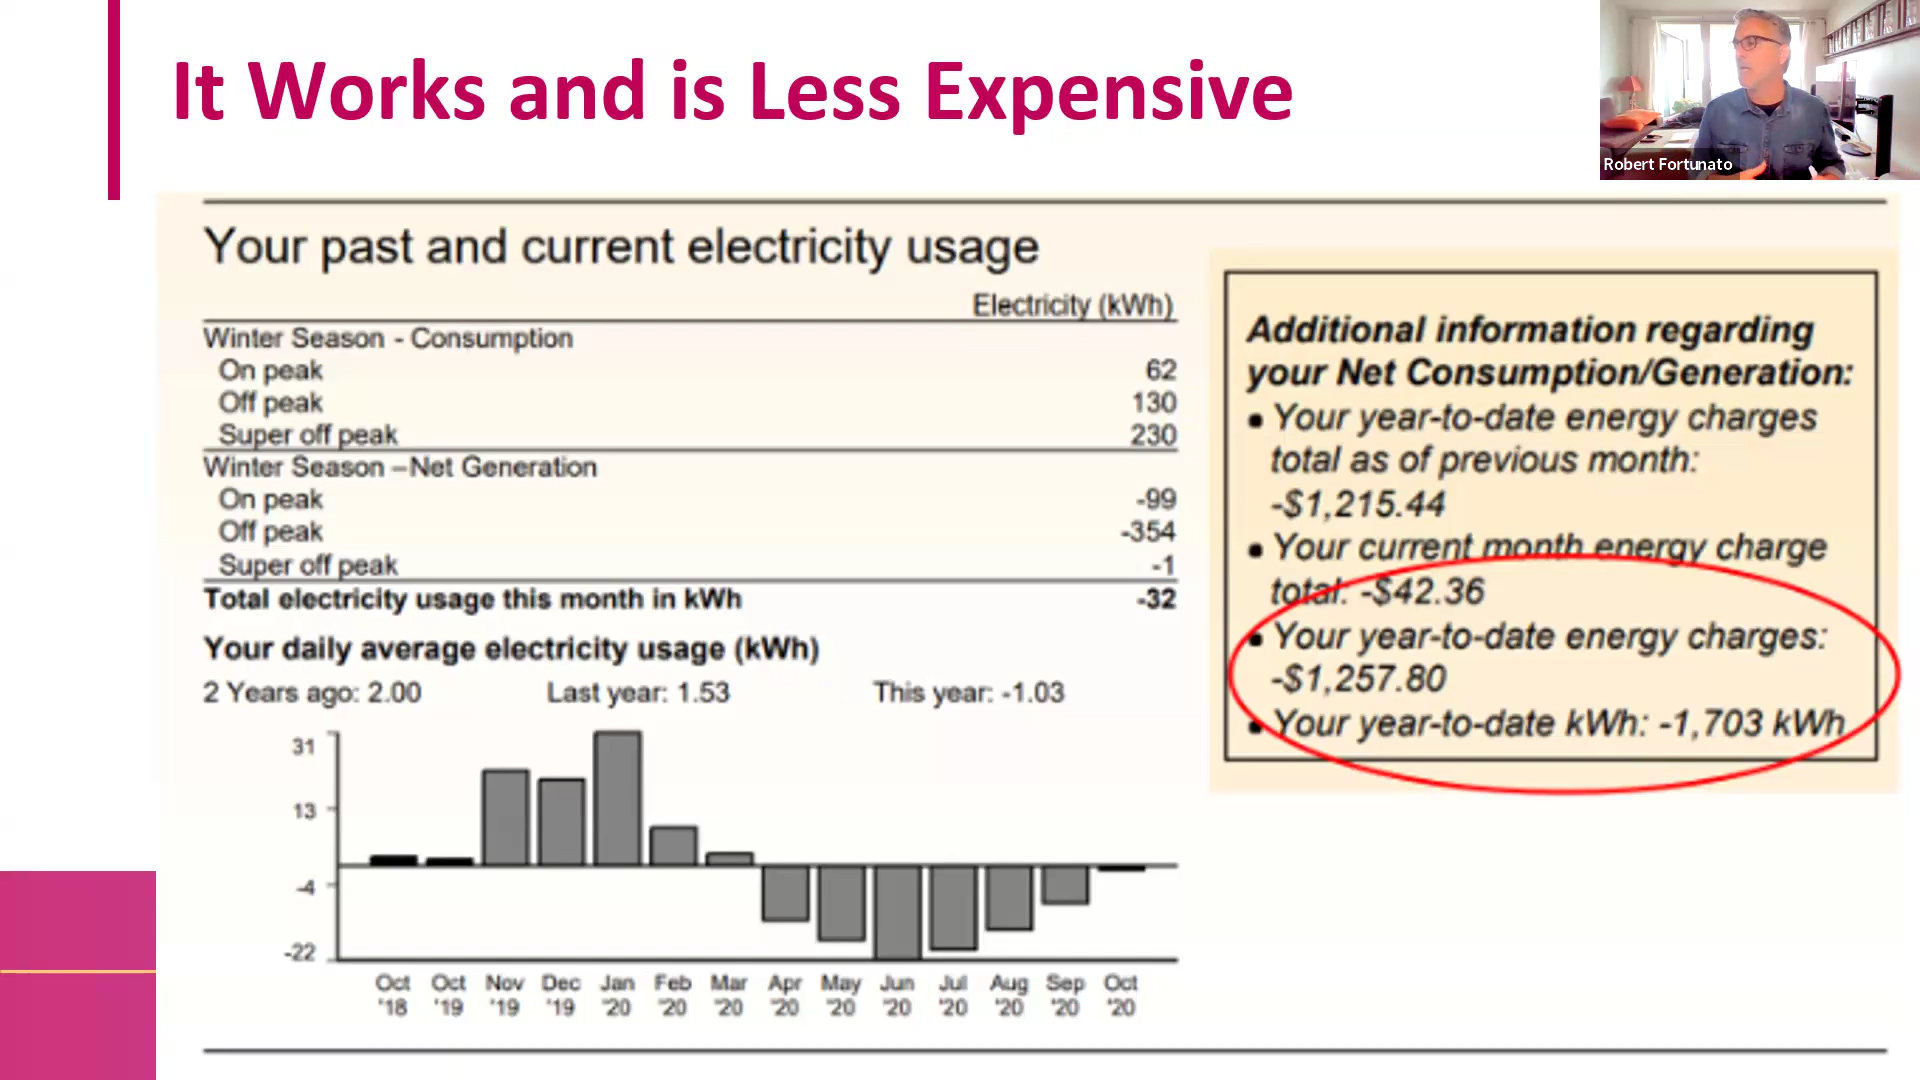 It Works and is Less Expensive
Robert Fortunato
Your past and current electricity usage
Electricity (kWh)
Winter Season - Consumption
On peak 62
Off peak 130
Super off peak 230
Winter Season –Net Generation
On peak -99
Off peak -354
Super off peak -1
Total electricity usage this month in kWh -32
Your daily average electricity usage (kWh)
2 Years ago: 2.00 Last year: 1.53 This year: -1.03
31
13
-4
-22
Oct Oct Nov Dec Jan Feb Mar Apr May Jun Jul Aug Sep Oct
'18 '19 '19 '19 '20 '20 '20 '20 '20 '20 '20 '20 '20 '20
Additional information regarding
your Net Consumption/Generation:
▪ Your year-to-date energy charges
total as of previous month:
-$1,215.44
▪ Your current month energy charge
total: -$42.36
▪ Your year-to-date energy charges:
-$1,257.80
▪ Your year-to-date kWh: -1,703 kWh